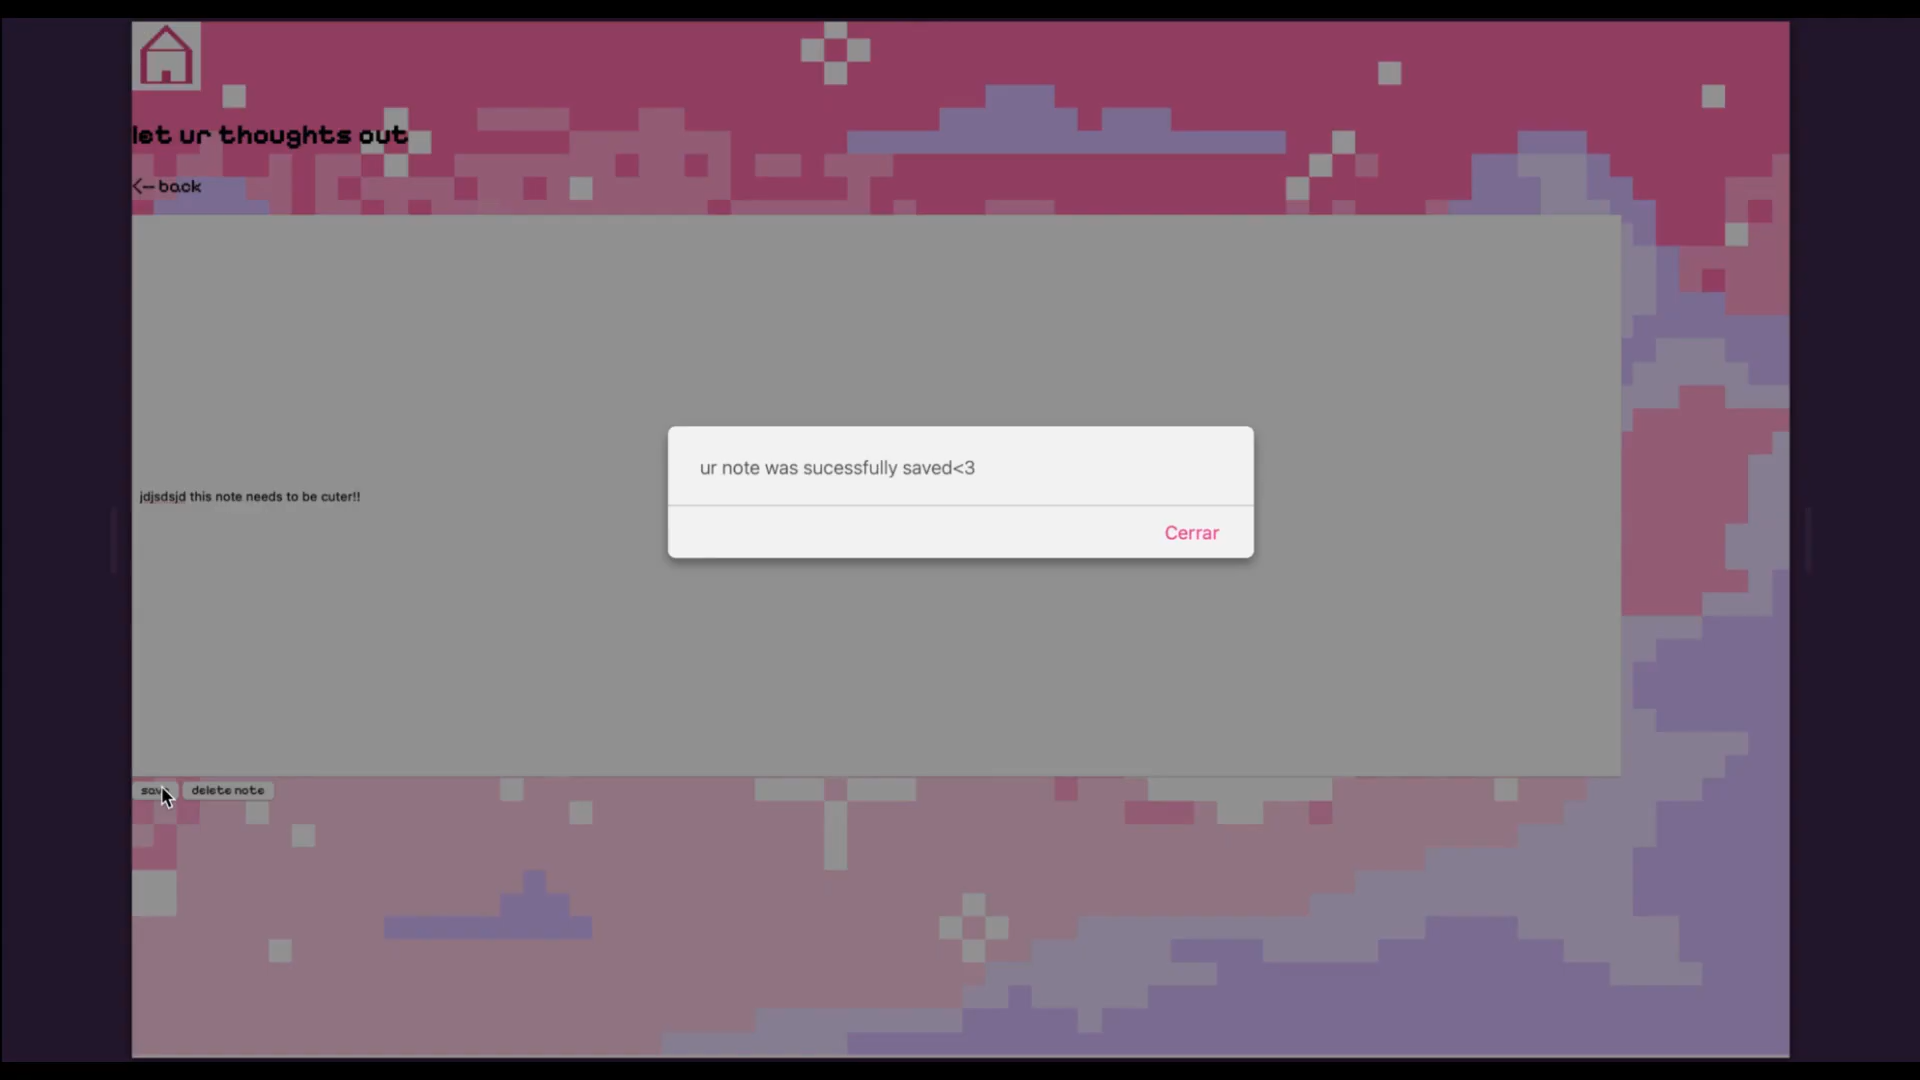 let ur thoughts out
<-- back
ur note was sucessfully saved<3
Cerrar
jdjsdsjd this note needs to be cuter!!
delete note